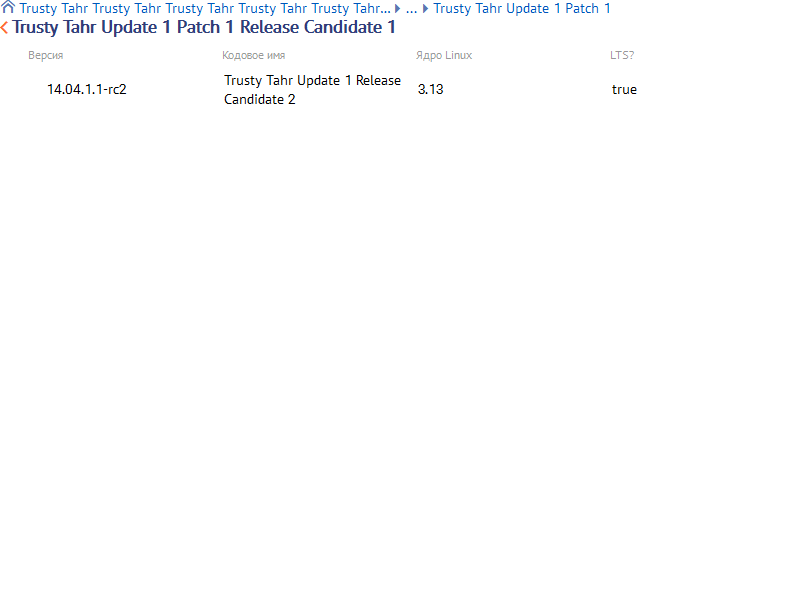 Trusty Tahr Trusty Tahr Trusty Tahr Trusty Tahr Trusty Tahr... ... Trusty Tahr Update 1 Patch 1
Trusty Tahr Update 1 Patch 1 Release Candidate 1
Версия Кодовое имя Ядро Linux LTS?
14.04.1.1-rc2 Trusty Tahr Update 1 Release 3.13 true
Candidate 2